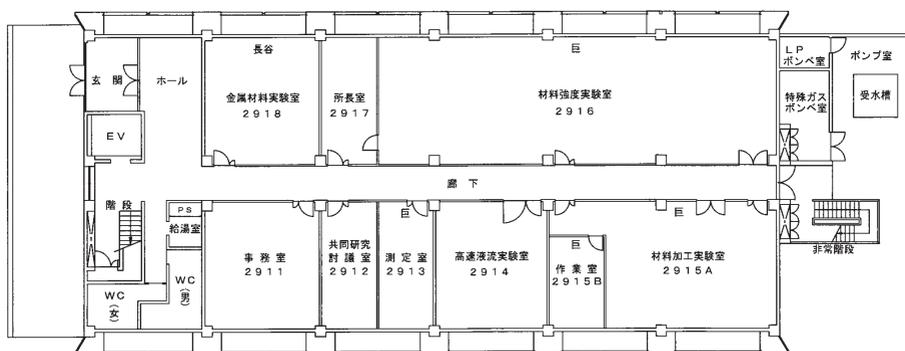 長谷
金属材料実験室
2918
所長室
2917
巨
材料強度実験室
2916
LP
ボンベ室
ポンプ室
特殊ガス
ボンベ室
受水槽
玄関
ホール
EV
廊下
階段
PS
給湯室
WC
(女)
WC
(男)
事務室
2911
共同研究
討議室
2912
巨
測定室
2913
高速液流実験室
2914
巨
作業室
2915B
巨
材料加工実験室
2915A
非常階段